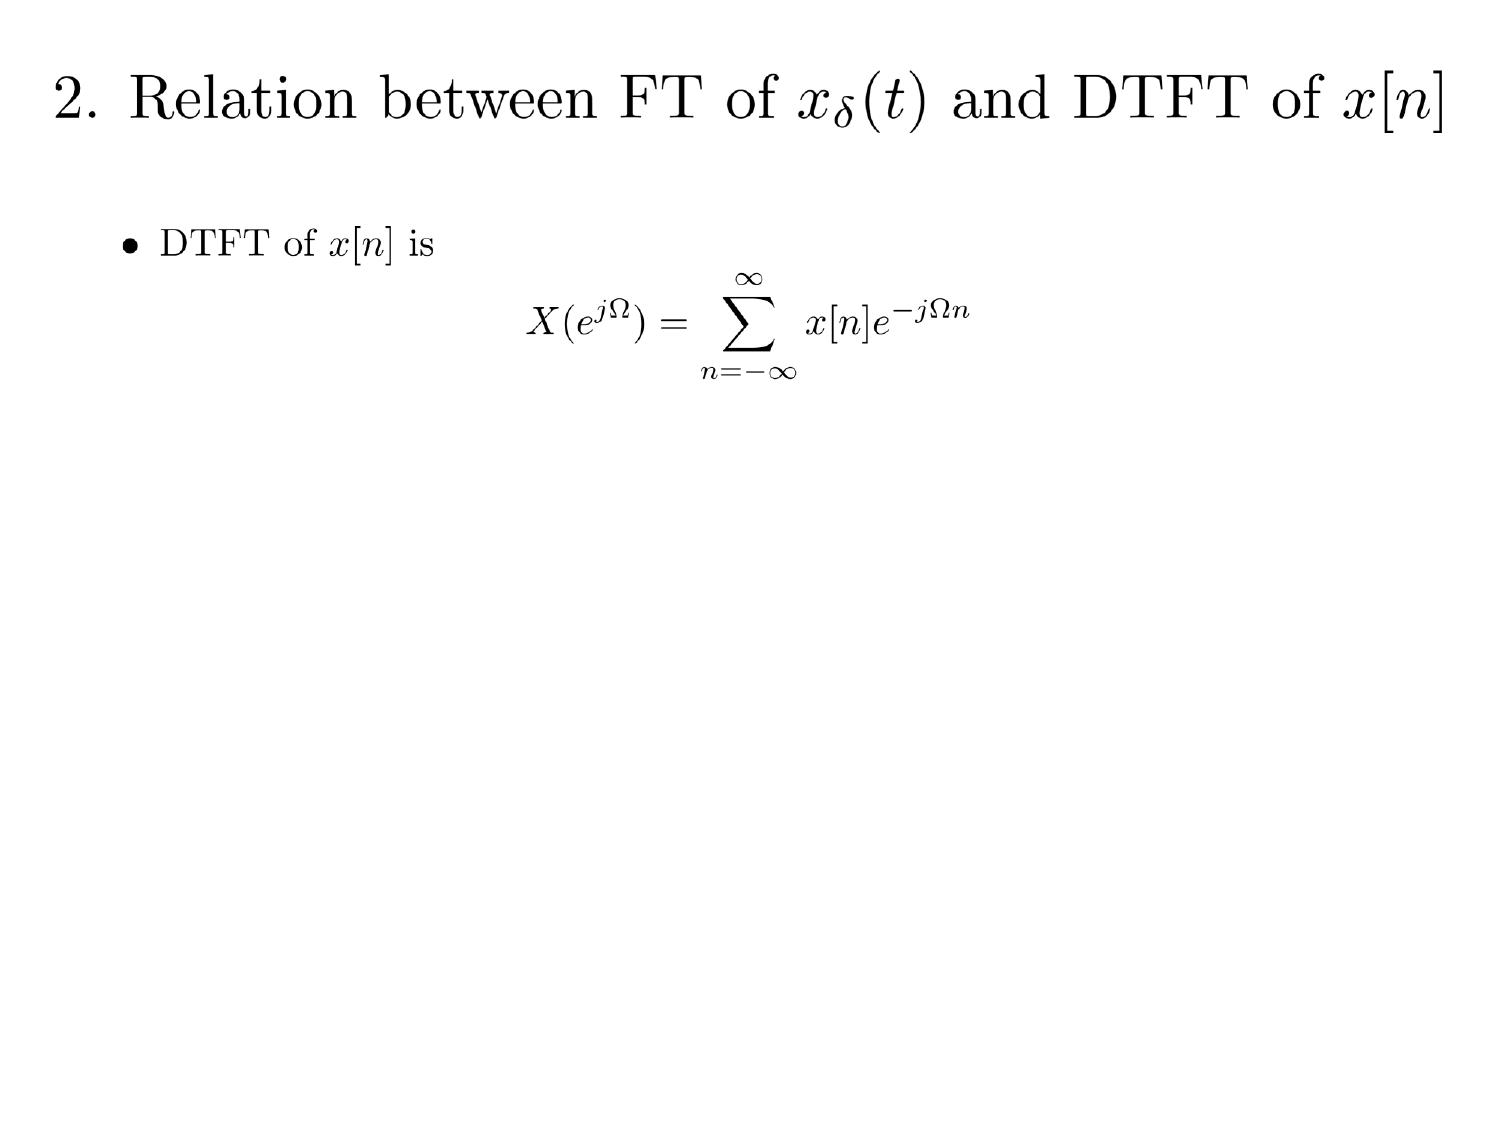 2. Relation between FT of $x_\delta(t)$ and DTFT of $x[n]$
• DTFT of $x[n]$ is
$X(e^{j\Omega}) = \sum_{n=-\infty}^{\infty} x[n]e^{-j\Omega n}$